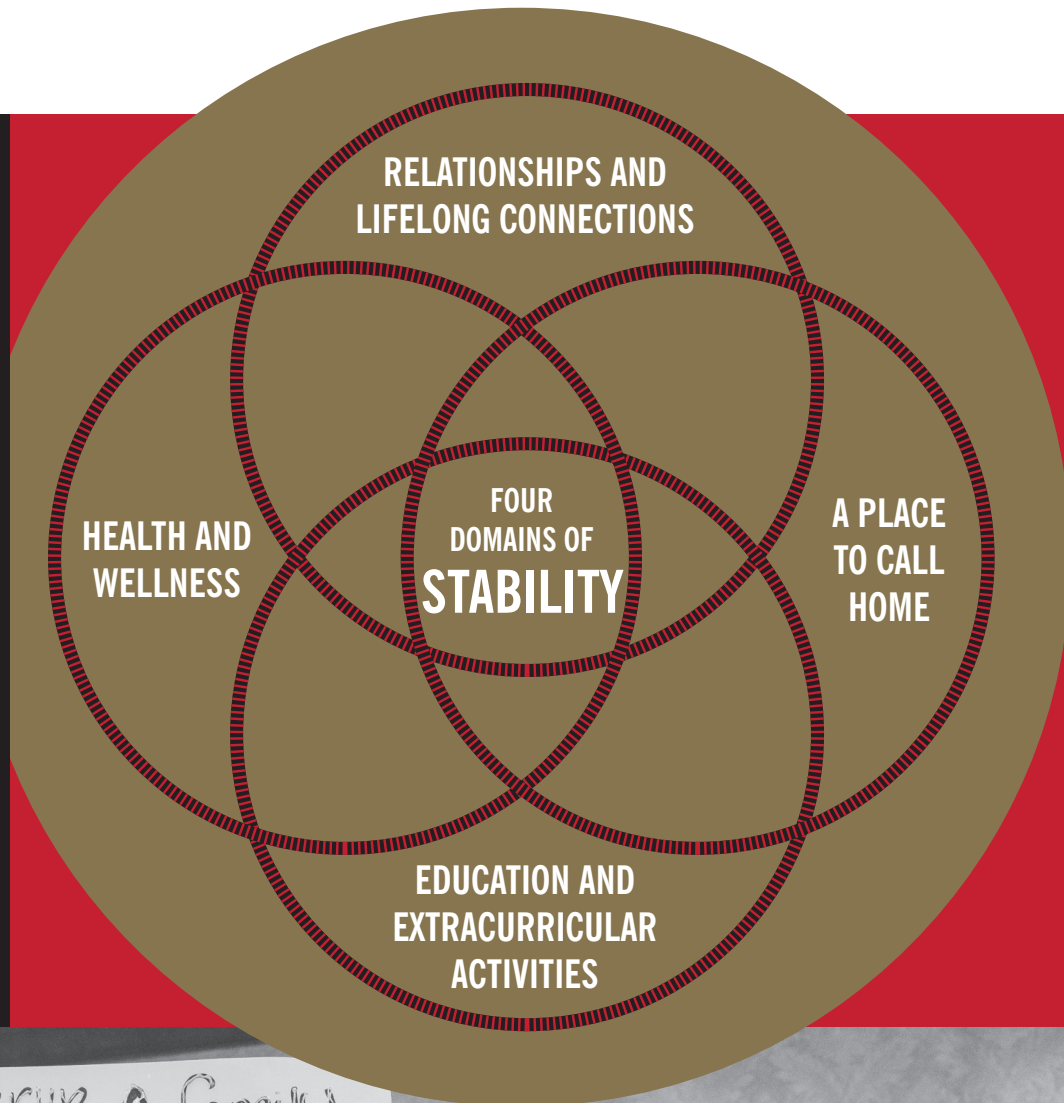 RELATIONSHIPS AND
LIFELONG CONNECTIONS
HEALTH AND
WELLNESS
FOUR
DOMAINS OF
STABILITY
A PLACE
TO CALL
HOME
EDUCATION AND
EXTRACURRICULAR
ACTIVITIES
a